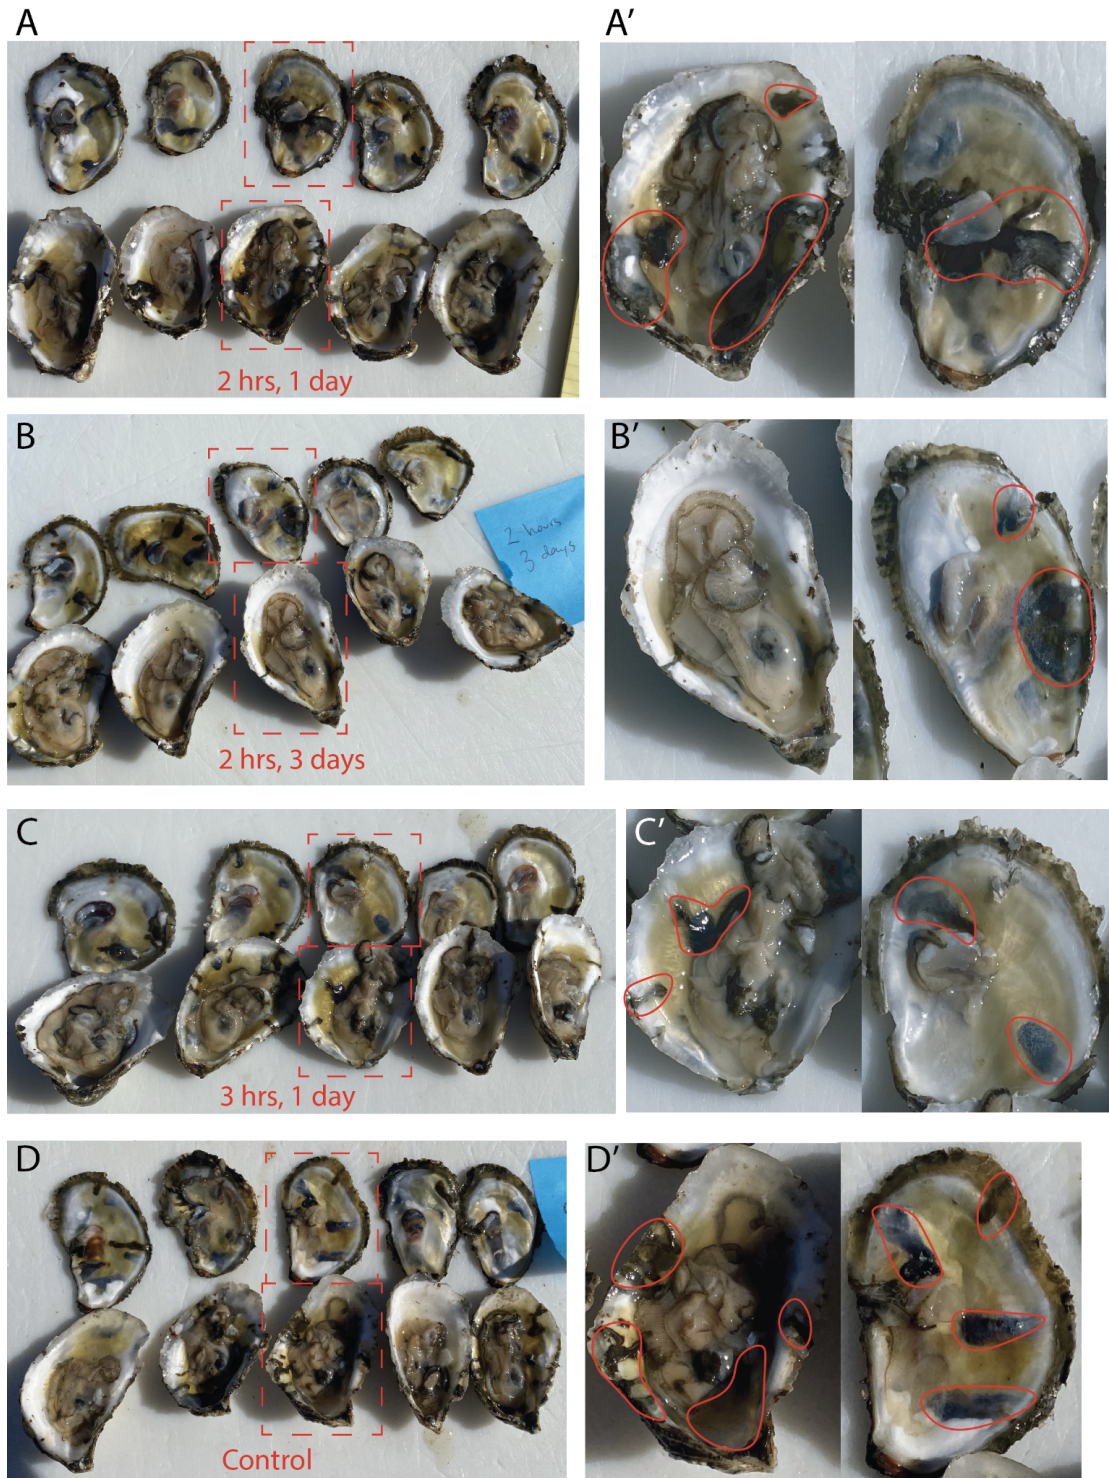 A
A'
2 hrs, 1 day
B
B'
2 hours
3 days
2 hrs, 3 days
C
C'
3 hrs, 1 day
D
D'
Control